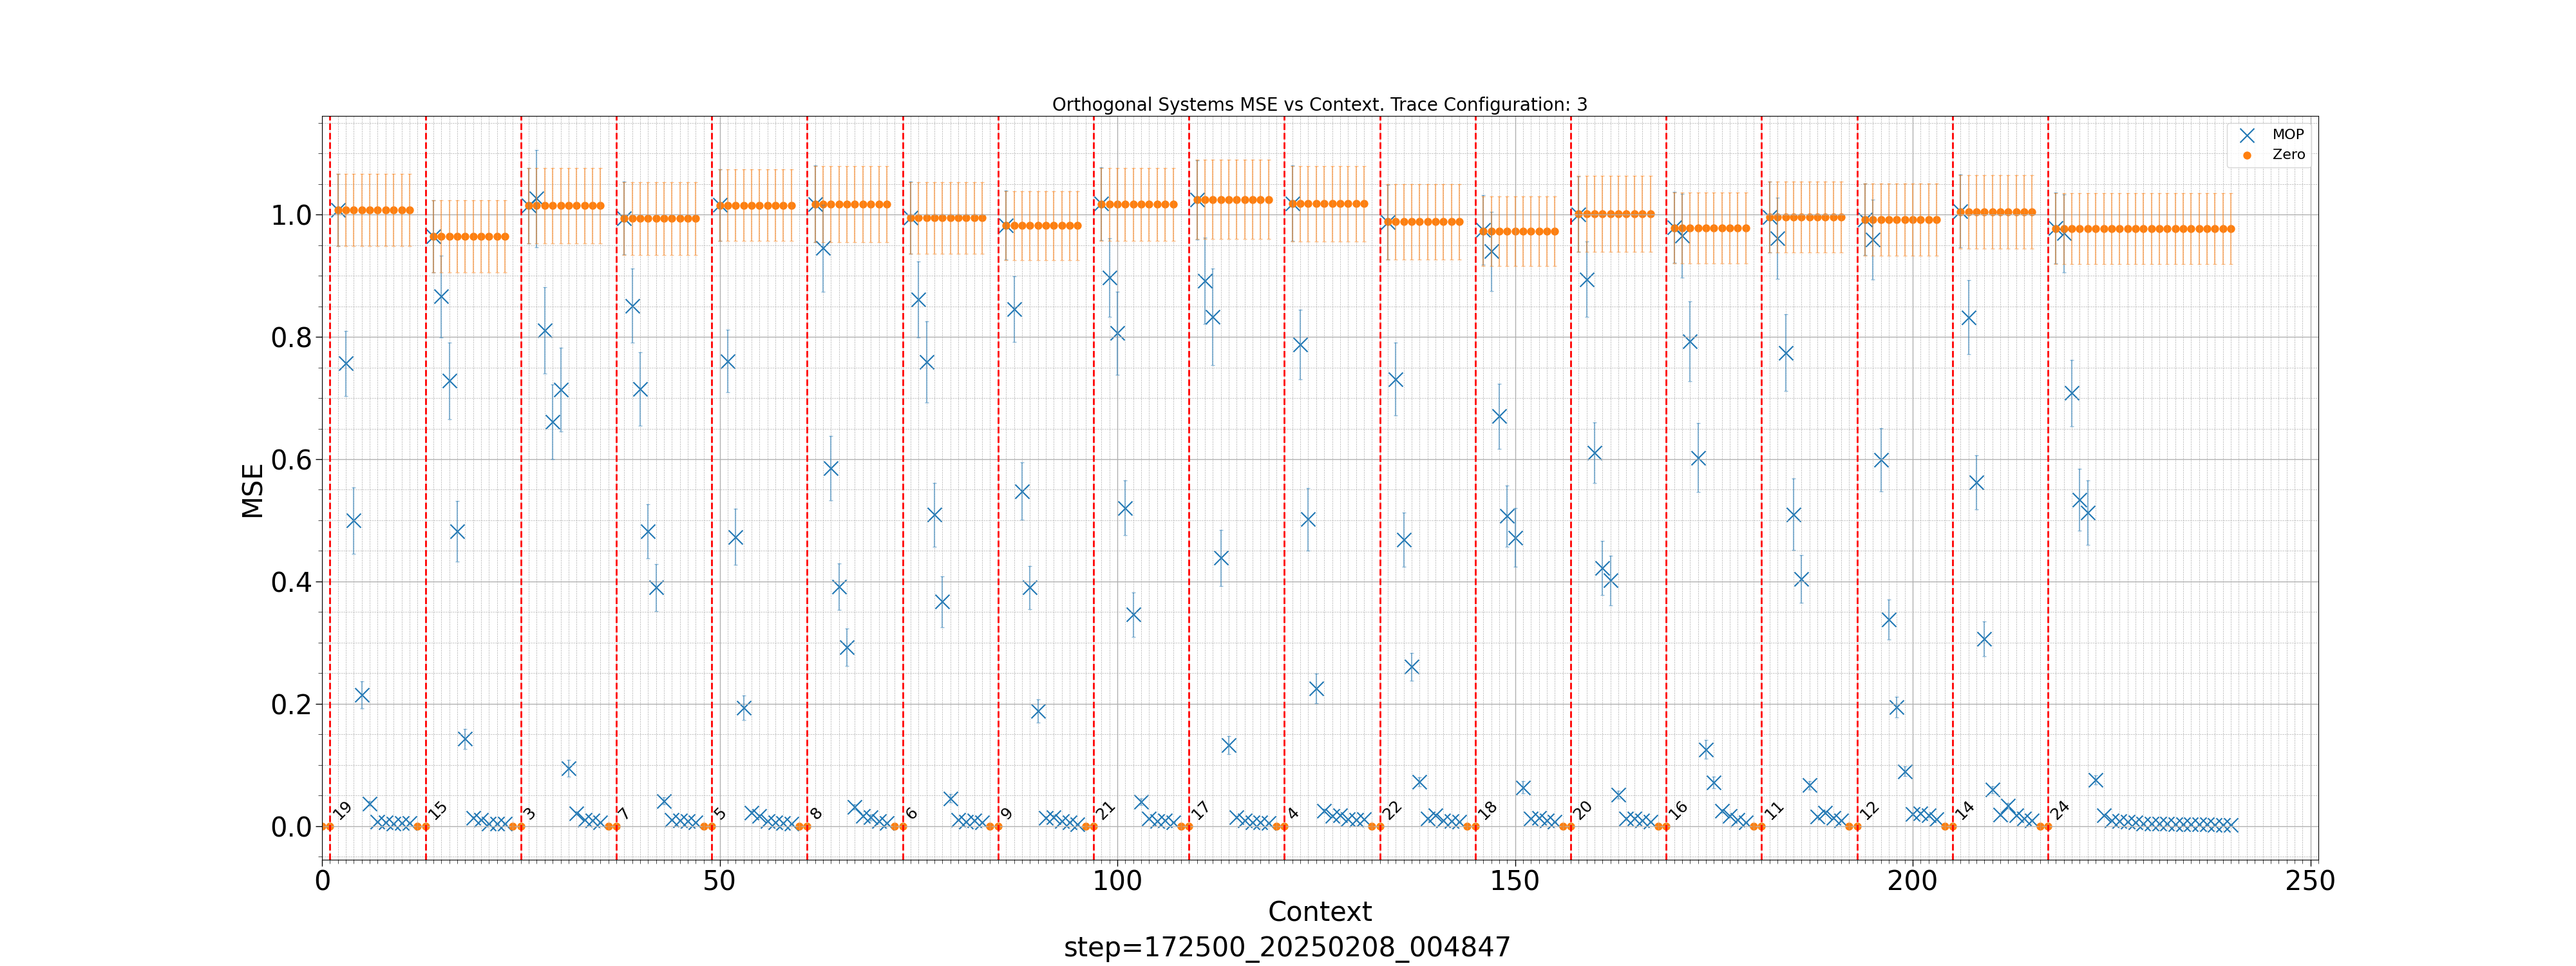 Orthogonal Systems MSE vs Context. Trace Configuration: 3
MOP
Zero
MSE
1.0
0.8
0.6
0.4
0.2
0.0
19 15 3 7 5 8 6 9 21 17 4 22 18 20 16 11 12 14 24
0 50 100 150 200 250
Context
step=172500_20250208_004847